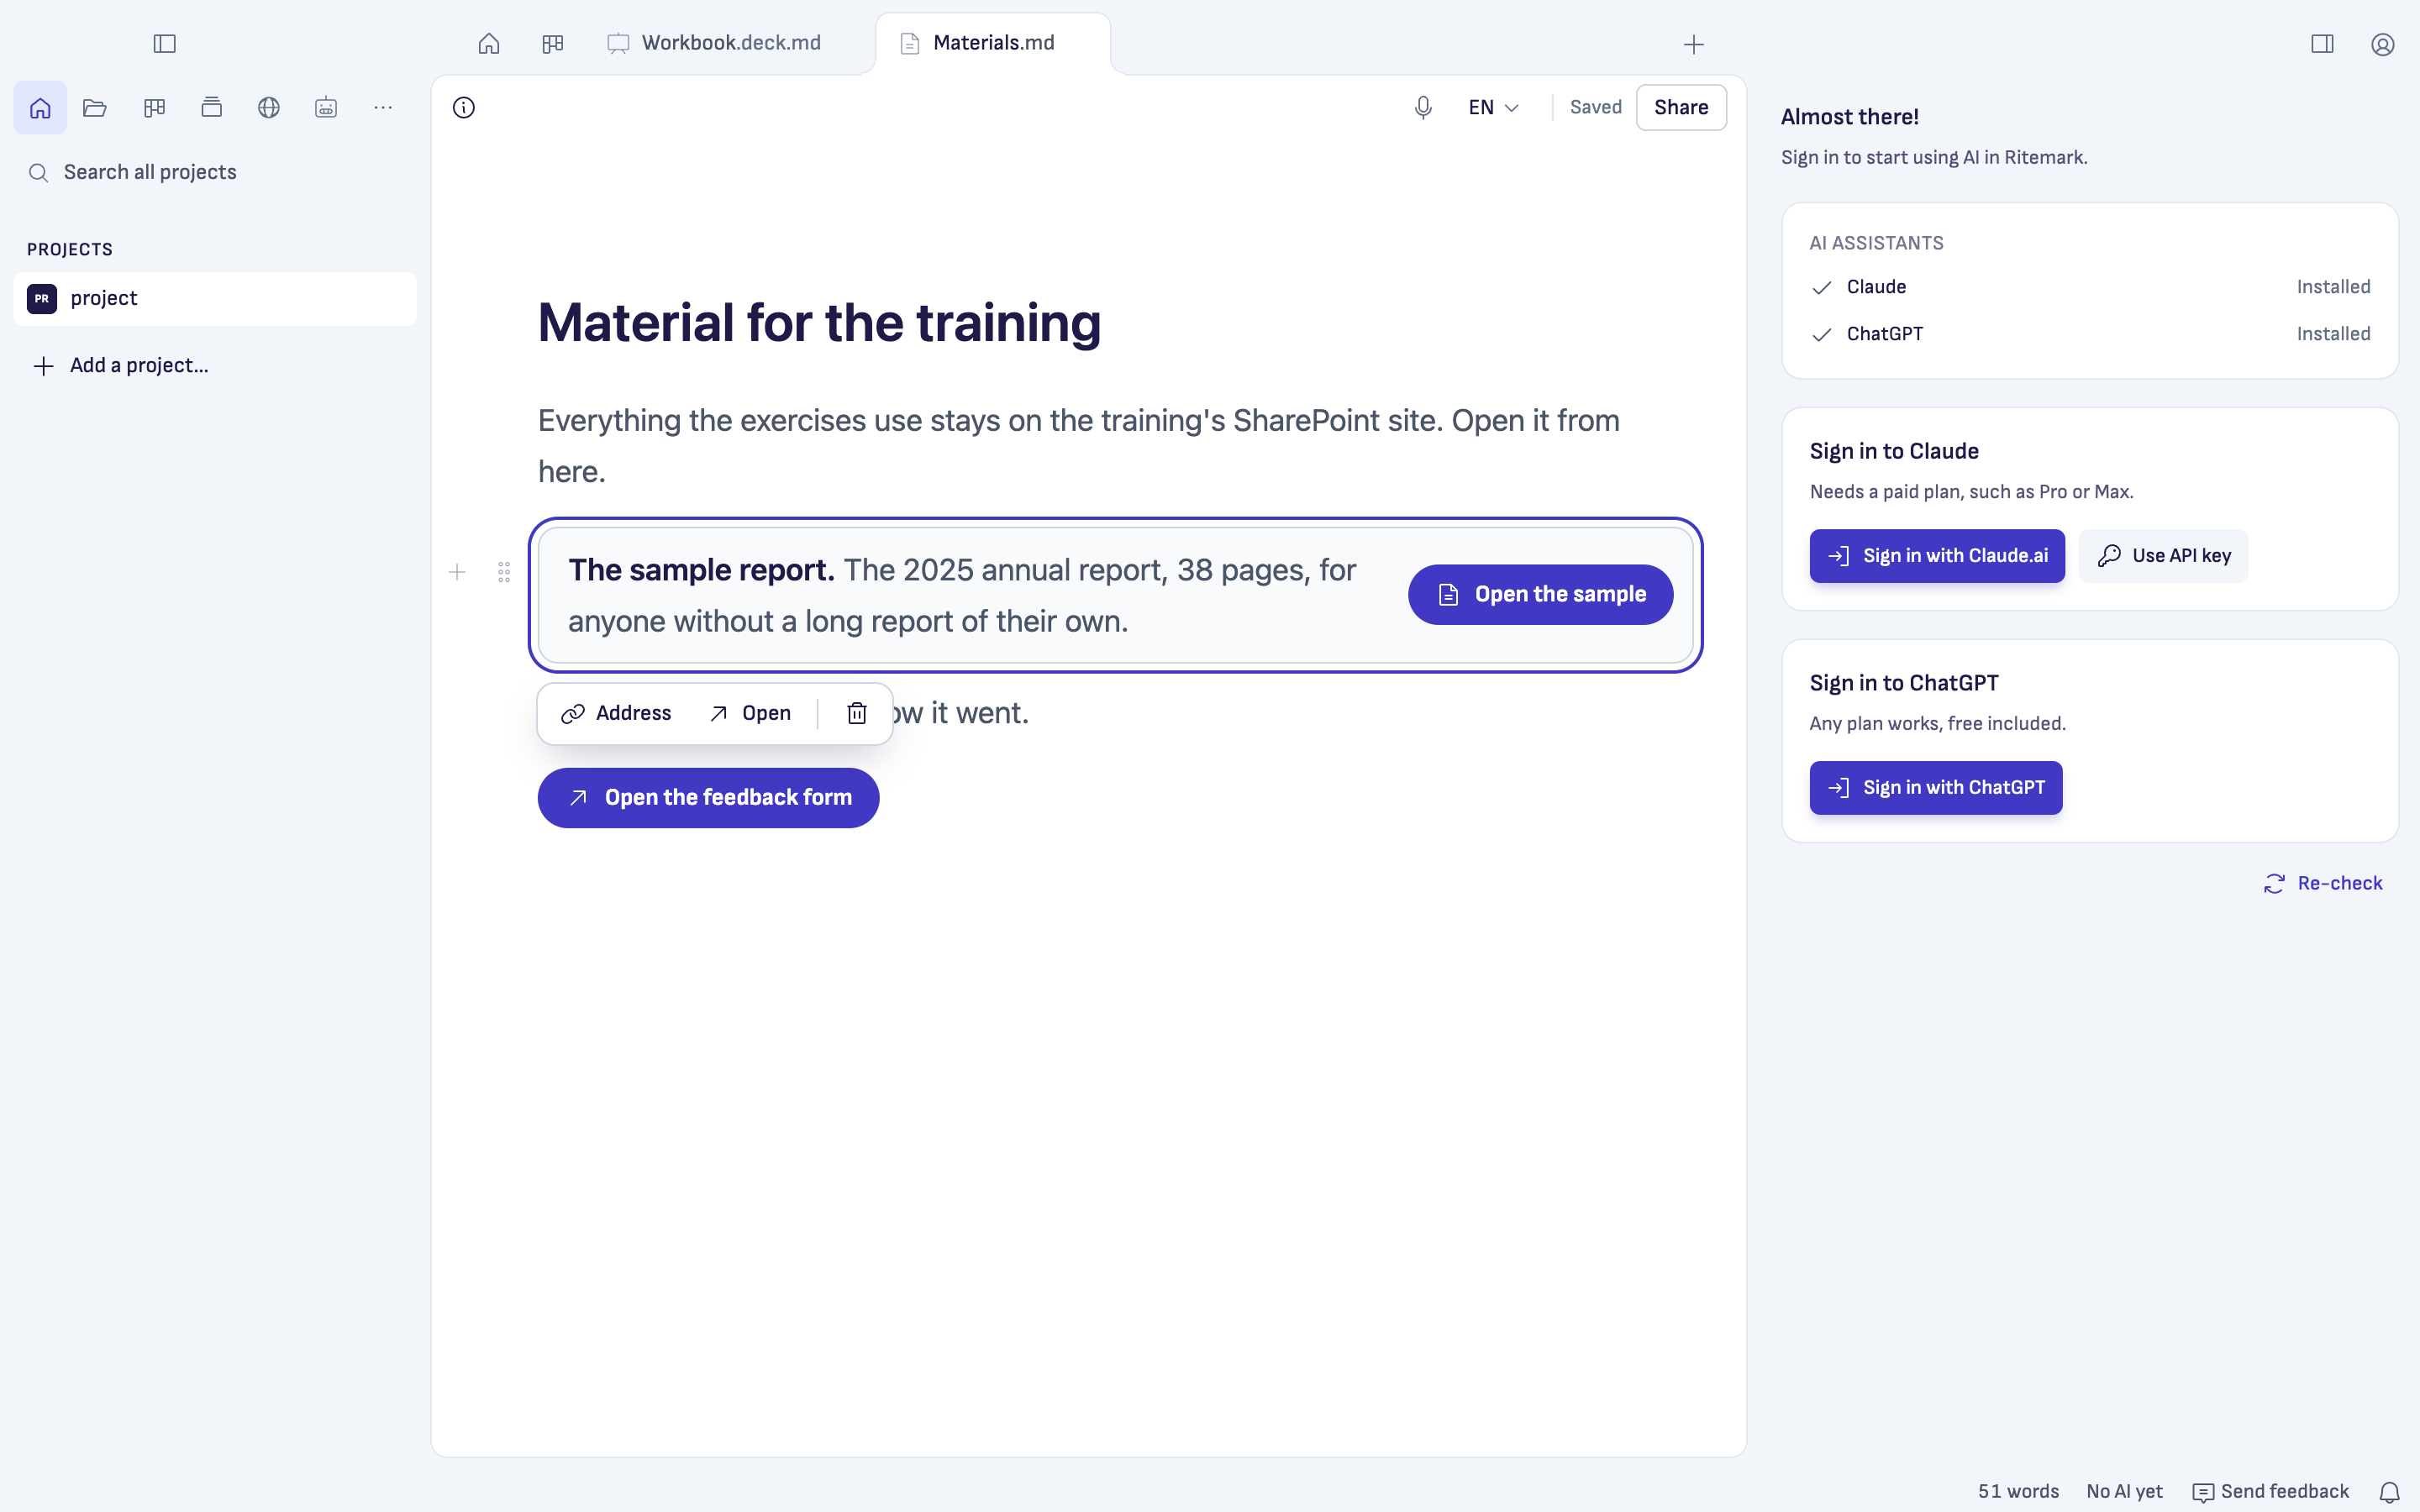 Workbook.deck.md
Materials.md
Search all projects
PROJECTS
PR project
Add a project...
EN
Saved
Share
Material for the training
Everything the exercises use stays on the training's SharePoint site. Open it from
here.
The sample report. The 2025 annual report, 38 pages, for
anyone without a long report of their own.
Open the sample
Address
Open
it went.
Open the feedback form
Almost there!
Sign in to start using AI in Ritemark.
AI ASSISTANTS
Claude Installed
ChatGPT Installed
Sign in to Claude
Needs a paid plan, such as Pro or Max.
Sign in with Claude.ai
Use API key
Sign in to ChatGPT
Any plan works, free included.
Sign in with ChatGPT
Re-check
51 words
No AI yet
Send feedback